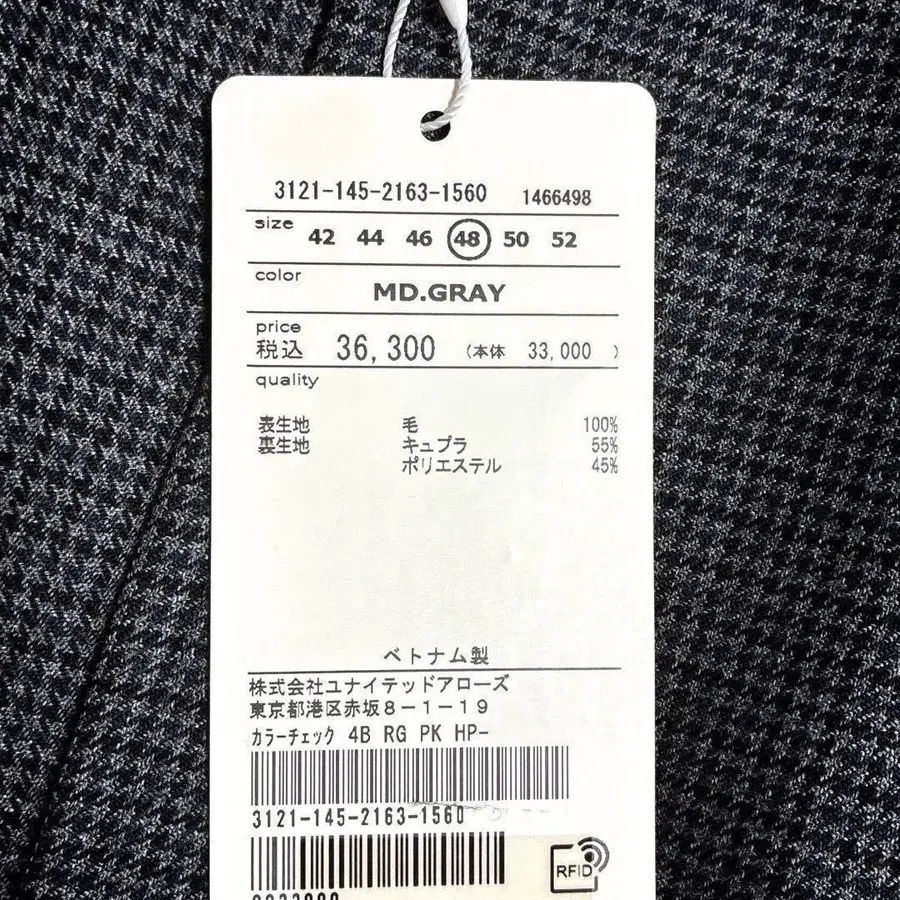 3121-145-2163-1560 1466498
size 42 44 46 48 50 52
color
MD.GRAY
price
税込 36,300 (本体 33,000 )
quality
表生地 毛 100%
裏生地 キュプラ 55%
ポリエステル 45%
ベトナム製
株式会社ユナイテッドアローズ
東京都港区赤坂8-1-19
カラーチェック 4B RG PK HP-
3121-145-2163-1560
RFID